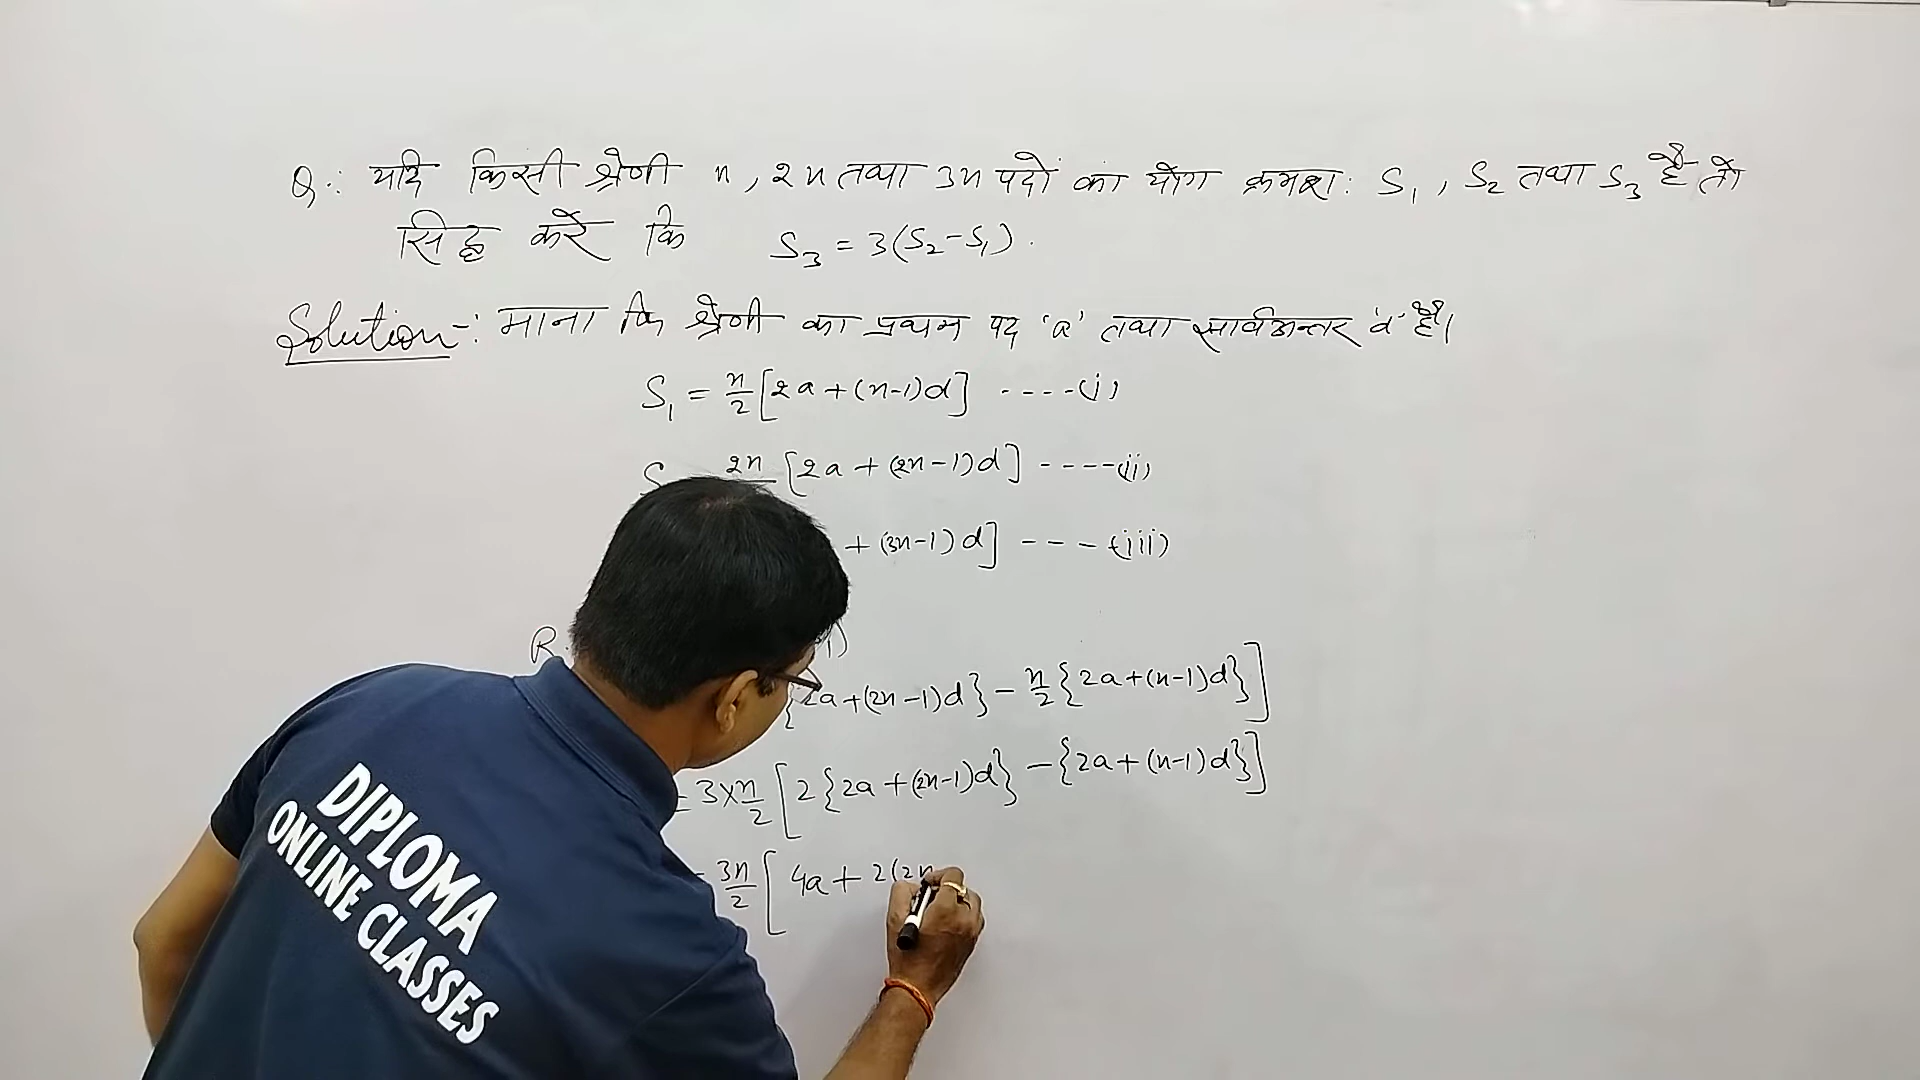 Q.: यदि किसी श्रेणी n, 2n तथा 3n पदों का योग क्रमशः S₁, S₂ तथा S₃ है तो
सिद्ध करें कि S₃ = 3(S₂-S₁).
Solution-: माना कि श्रेणी का प्रथम पद 'a' तथा सार्वअन्तर 'd' है।
S₁ = n/2 [2a+(n-1)d] ----(i)
2n [2a+(2n-1)d] ----(ii)
+(3n-1)d] --- (iii)
R.
{2a+(2n-1)d} - n/2 {2a+(n-1)d}]
= 3×n/2 [2{2a+(2n-1)d} - {2a+(n-1)d}]
3n/2 [4a+2(2n
DIPLOMA
ONLINE CLASSES